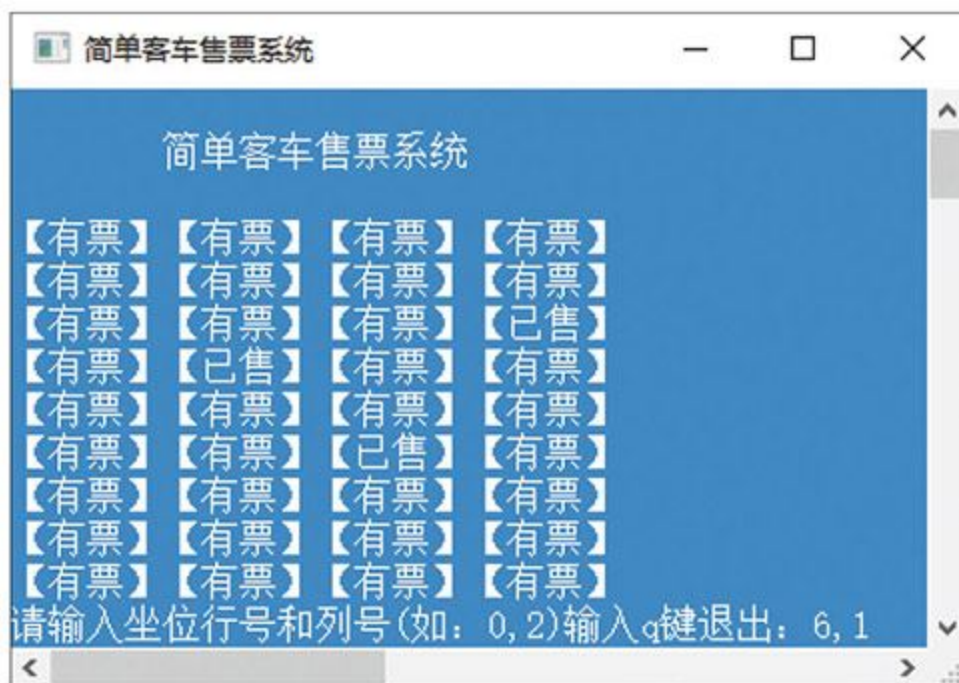 简单客车售票系统
简单客车售票系统
【有票】 【有票】 【有票】 【有票】
【有票】 【有票】 【有票】 【有票】
【有票】 【有票】 【有票】 【已售】
【有票】 【已售】 【有票】 【有票】
【有票】 【有票】 【有票】 【有票】
【有票】 【有票】 【已售】 【有票】
【有票】 【有票】 【有票】 【有票】
【有票】 【有票】 【有票】 【有票】
【有票】 【有票】 【有票】 【有票】
请输入坐位行号和列号(如：0,2)输入q键退出：6,1